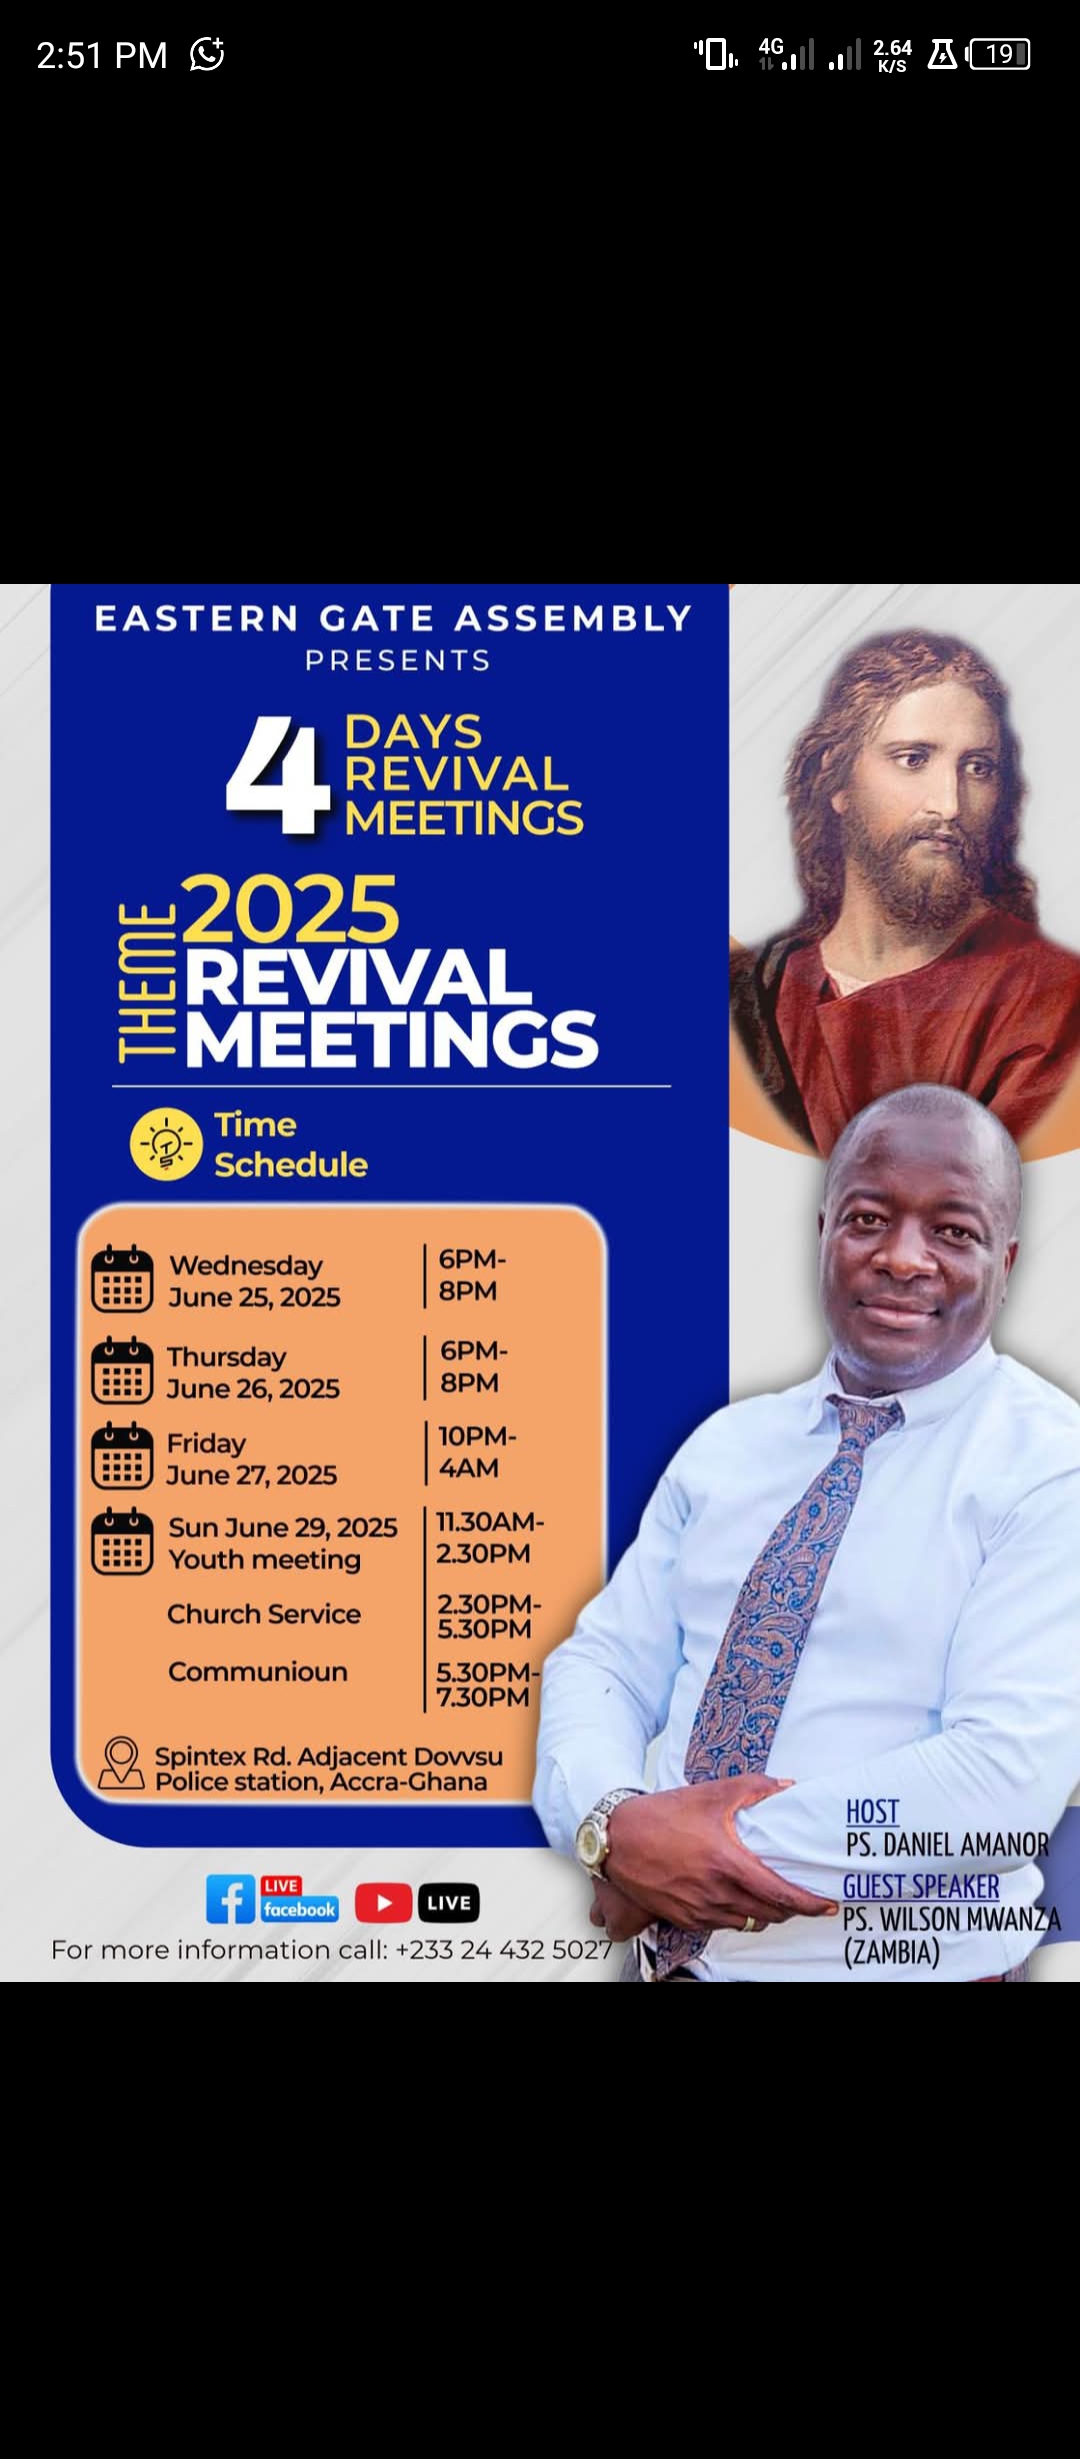 2:51 PM
4G
2.64
K/S
19
EASTERN GATE ASSEMBLY
PRESENTS
4 DAYS
REVIVAL
MEETINGS
THEME
2025
REVIVAL
MEETINGS
Time
Schedule
Wednesday
June 25, 2025
6PM-
8PM
Thursday
June 26, 2025
6PM-
8PM
Friday
June 27, 2025
10PM-
4AM
Sun June 29, 2025
Youth meeting
11.30AM-
2.30PM
Church Service
2.30PM-
5.30PM
Communioun
5.30PM-
7.30PM
Spintex Rd. Adjacent Dovvsu
Police station, Accra-Ghana
LIVE
facebook
LIVE
For more information call: +233 24 432 5027
HOST
PS. DANIEL AMANOR
GUEST SPEAKER
PS. WILSON MWANZA
(ZAMBIA)